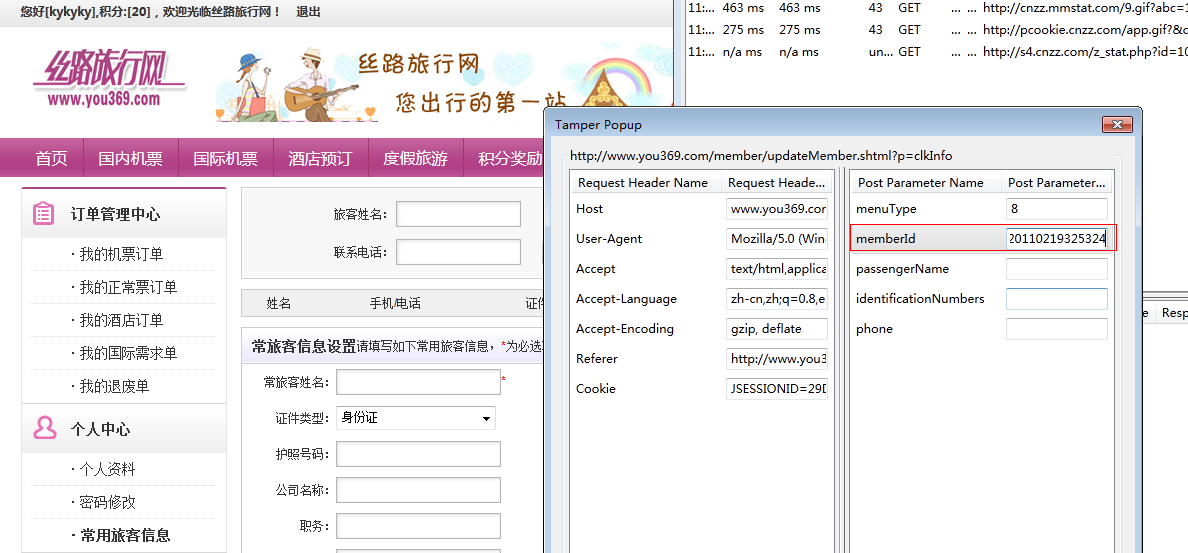 您好[kykyky],积分:[20]，欢迎光临丝路旅行网！ 退出
丝路旅行网
www.you369.com
丝路旅行网
您出行的第一站
首页 国内机票 国际机票 酒店预订 度假旅游 积分奖励
订单管理中心
· 我的机票订单
· 我的正常票订单
· 我的酒店订单
· 我的国际需求单
· 我的退废单
个人中心
· 个人资料
· 密码修改
· 常用旅客信息
旅客姓名：
联系电话：
姓名 手机/电话
常旅客信息设置请填写如下常用旅客信息，*为必选
常旅客姓名： *
证件类型： 身份证
护照号码：
公司名称：
职务：
11:... 463 ms 463 ms 43 GET ... ... http://cnzz.mmstat.com/9.gif?abc=1
11:... 275 ms 275 ms 43 GET ... ... http://pcookie.cnzz.com/app.gif?&c
11:... n/a ms n/a ms un... GET ... ... http://s4.cnzz.com/z_stat.php?id=10
Tamper Popup
http://www.you369.com/member/updateMember.shtml?p=clkInfo
Request Header Name Request Heade...
Host www.you369.cor
User-Agent Mozilla/5.0 (Win
Accept text/html,applica
Accept-Language zh-cn,zh;q=0.8,e
Accept-Encoding gzip, deflate
Referer http://www.you3
Cookie JSESSIONID=29D
Post Parameter Name Post Parameter...
menuType 8
memberId 20110219325324
passengerName
identificationNumbers
phone
Resp